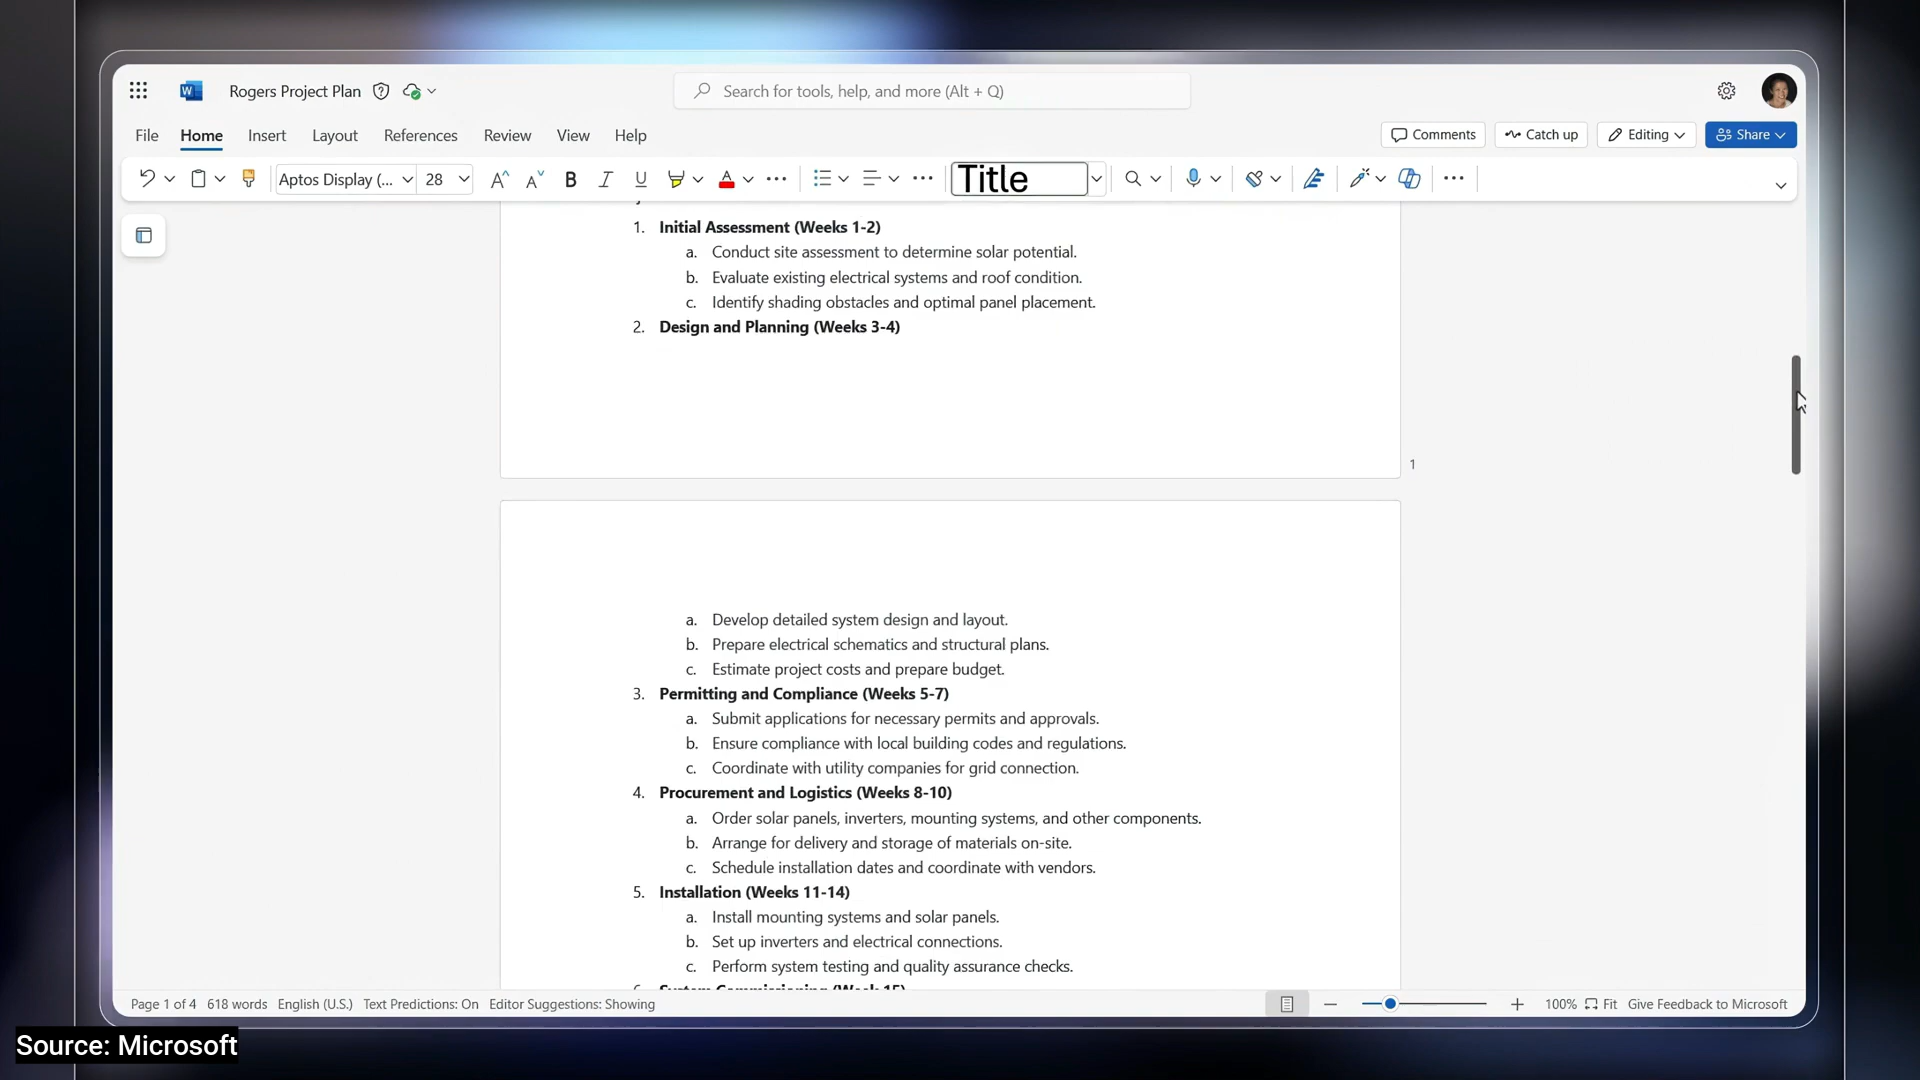 Rogers Project Plan
Search for tools, help, and more (Alt + Q)
File Home Insert Layout References Review View Help
Comments Catch up Editing Share
Aptos Display (... 28
Title
1. Initial Assessment (Weeks 1-2)
a. Conduct site assessment to determine solar potential.
b. Evaluate existing electrical systems and roof condition.
c. Identify shading obstacles and optimal panel placement.
2. Design and Planning (Weeks 3-4)
1
a. Develop detailed system design and layout.
b. Prepare electrical schematics and structural plans.
c. Estimate project costs and prepare budget.
3. Permitting and Compliance (Weeks 5-7)
a. Submit applications for necessary permits and approvals.
b. Ensure compliance with local building codes and regulations.
c. Coordinate with utility companies for grid connection.
4. Procurement and Logistics (Weeks 8-10)
a. Order solar panels, inverters, mounting systems, and other components.
b. Arrange for delivery and storage of materials on-site.
c. Schedule installation dates and coordinate with vendors.
5. Installation (Weeks 11-14)
a. Install mounting systems and solar panels.
b. Set up inverters and electrical connections.
c. Perform system testing and quality assurance checks.
6. System Commissioning (Week 15)
Page 1 of 4 618 words English (U.S.) Text Predictions: On Editor Suggestions: Showing 100% Fit Give Feedback to Microsoft
Source: Microsoft